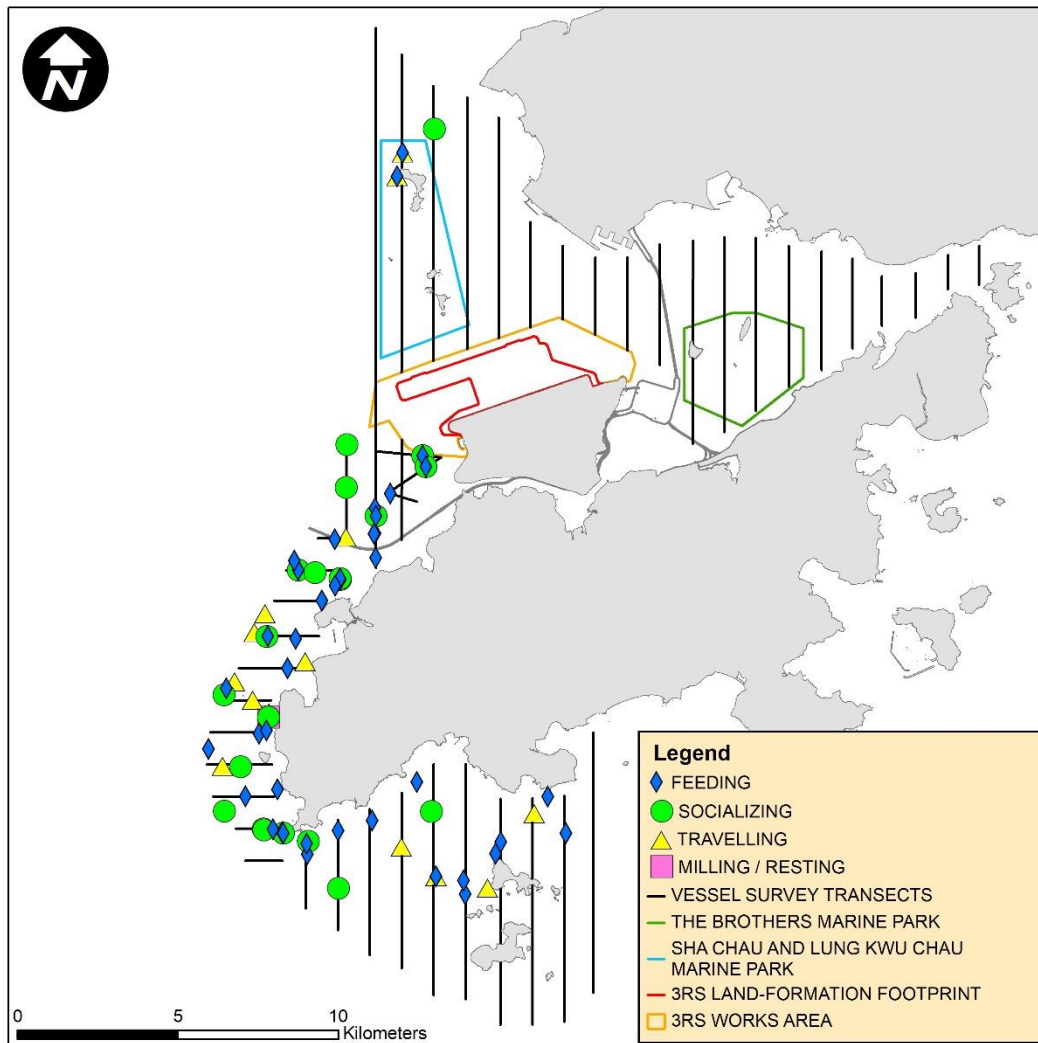 N
Legend
FEEDING
SOCIALIZING
TRAVELLING
MILLING / RESTING
VESSEL SURVEY TRANSECTS
THE BROTHERS MARINE PARK
SHA CHAU AND LUNG KWU CHAU
MARINE PARK
3RS LAND-FORMATION FOOTPRINT
3RS WORKS AREA
0 5 10
Kilometers